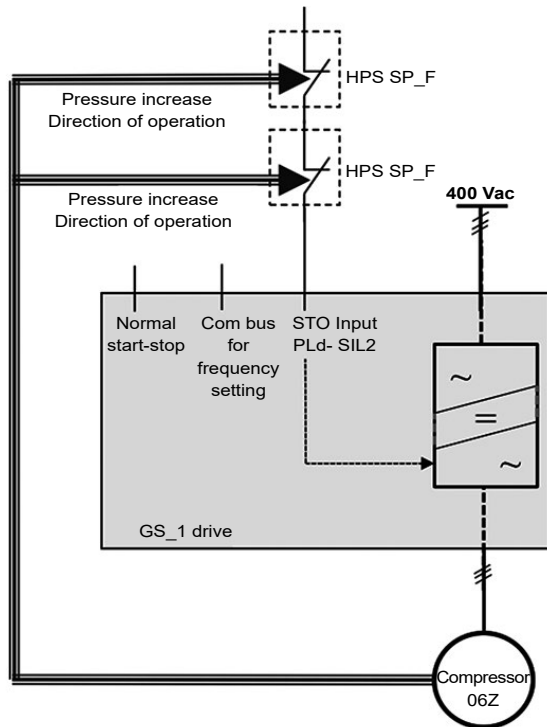 HPS SP_F
Pressure increase
Direction of operation
HPS SP_F
Pressure increase
Direction of operation
400 Vac
Normal
start-stop
Com bus
for
frequency
setting
STO Input
PLd- SIL2
~
=
~
GS_1 drive
Compressor
06Z